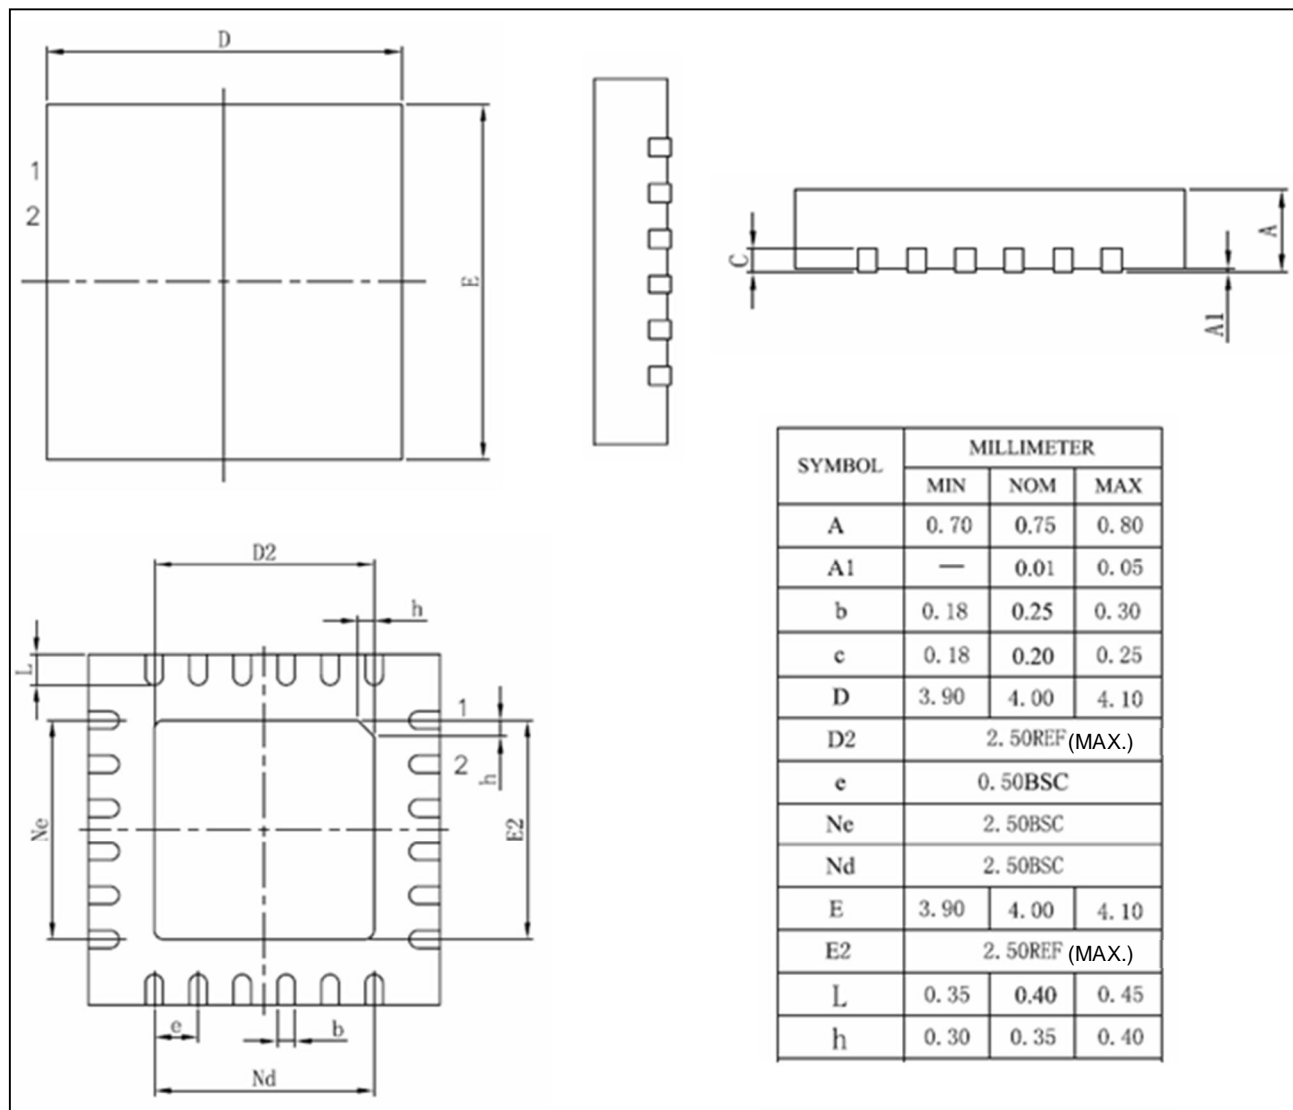 D
1
2
E
C
A
A1
D2
h
L
1
2
h
Ne
E2
e
b
Nd
SYMBOL MILLIMETER
MIN NOM MAX
A 0.70 0.75 0.80
A1 — 0.01 0.05
b 0.18 0.25 0.30
c 0.18 0.20 0.25
D 3.90 4.00 4.10
D2 2.50REF(MAX.)
e 0.50BSC
Ne 2.50BSC
Nd 2.50BSC
E 3.90 4.00 4.10
E2 2.50REF (MAX.)
L 0.35 0.40 0.45
h 0.30 0.35 0.40